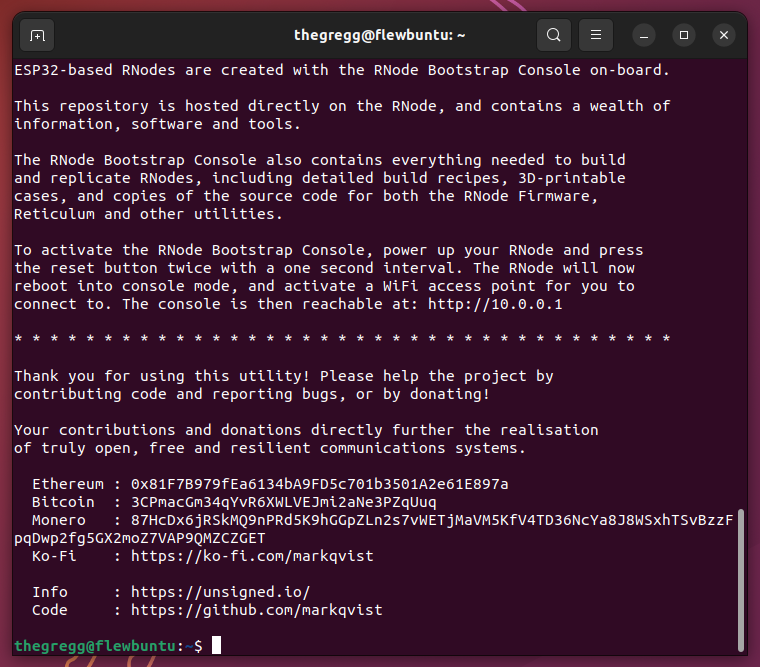 thegregg@flewbuntu: ~
ESP32-based RNodes are created with the RNode Bootstrap Console on-board.
This repository is hosted directly on the RNode, and contains a wealth of
information, software and tools.
The RNode Bootstrap Console also contains everything needed to build
and replicate RNodes, including detailed build recipes, 3D-printable
cases, and copies of the source code for both the RNode Firmware,
Reticulum and other utilities.
To activate the RNode Bootstrap Console, power up your RNode and press
the reset button twice with a one second interval. The RNode will now
reboot into console mode, and activate a WiFi access point for you to
connect to. The console is then reachable at: http://10.0.0.1
* * * * * * * * * * * * * * * * * * * * * * * * * * * * * * * * * * * * *
Thank you for using this utility! Please help the project by
contributing code and reporting bugs, or by donating!
Your contributions and donations directly further the realisation
of truly open, free and resilient communications systems.
Ethereum : 0x81F7B979fEa6134bA9FD5c701b3501A2e61E897a
Bitcoin : 3CPmacGm34qYvR6XWLVEJmi2aNe3PZqUuq
Monero : 87HcDx6jRSkMQ9nPRd5K9hGGpZLn2s7vWETjMaVM5KfV4TD36NcYa8J8WSxhTSvBzzF
pqDwp2fg5GX2moZ7VAP9QMZCZGET
Ko-Fi : https://ko-fi.com/markqvist
Info : https://unsigned.io/
Code : https://github.com/markqvist
thegregg@flewbuntu:~$